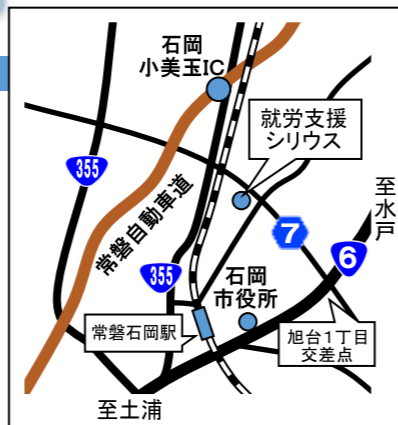 石岡
小美玉IC
就労支援
シリウス
355
至水戸
常磐自動車道
7
6
355
石岡
市役所
常磐石岡駅
旭台1丁目
交差点
至土浦